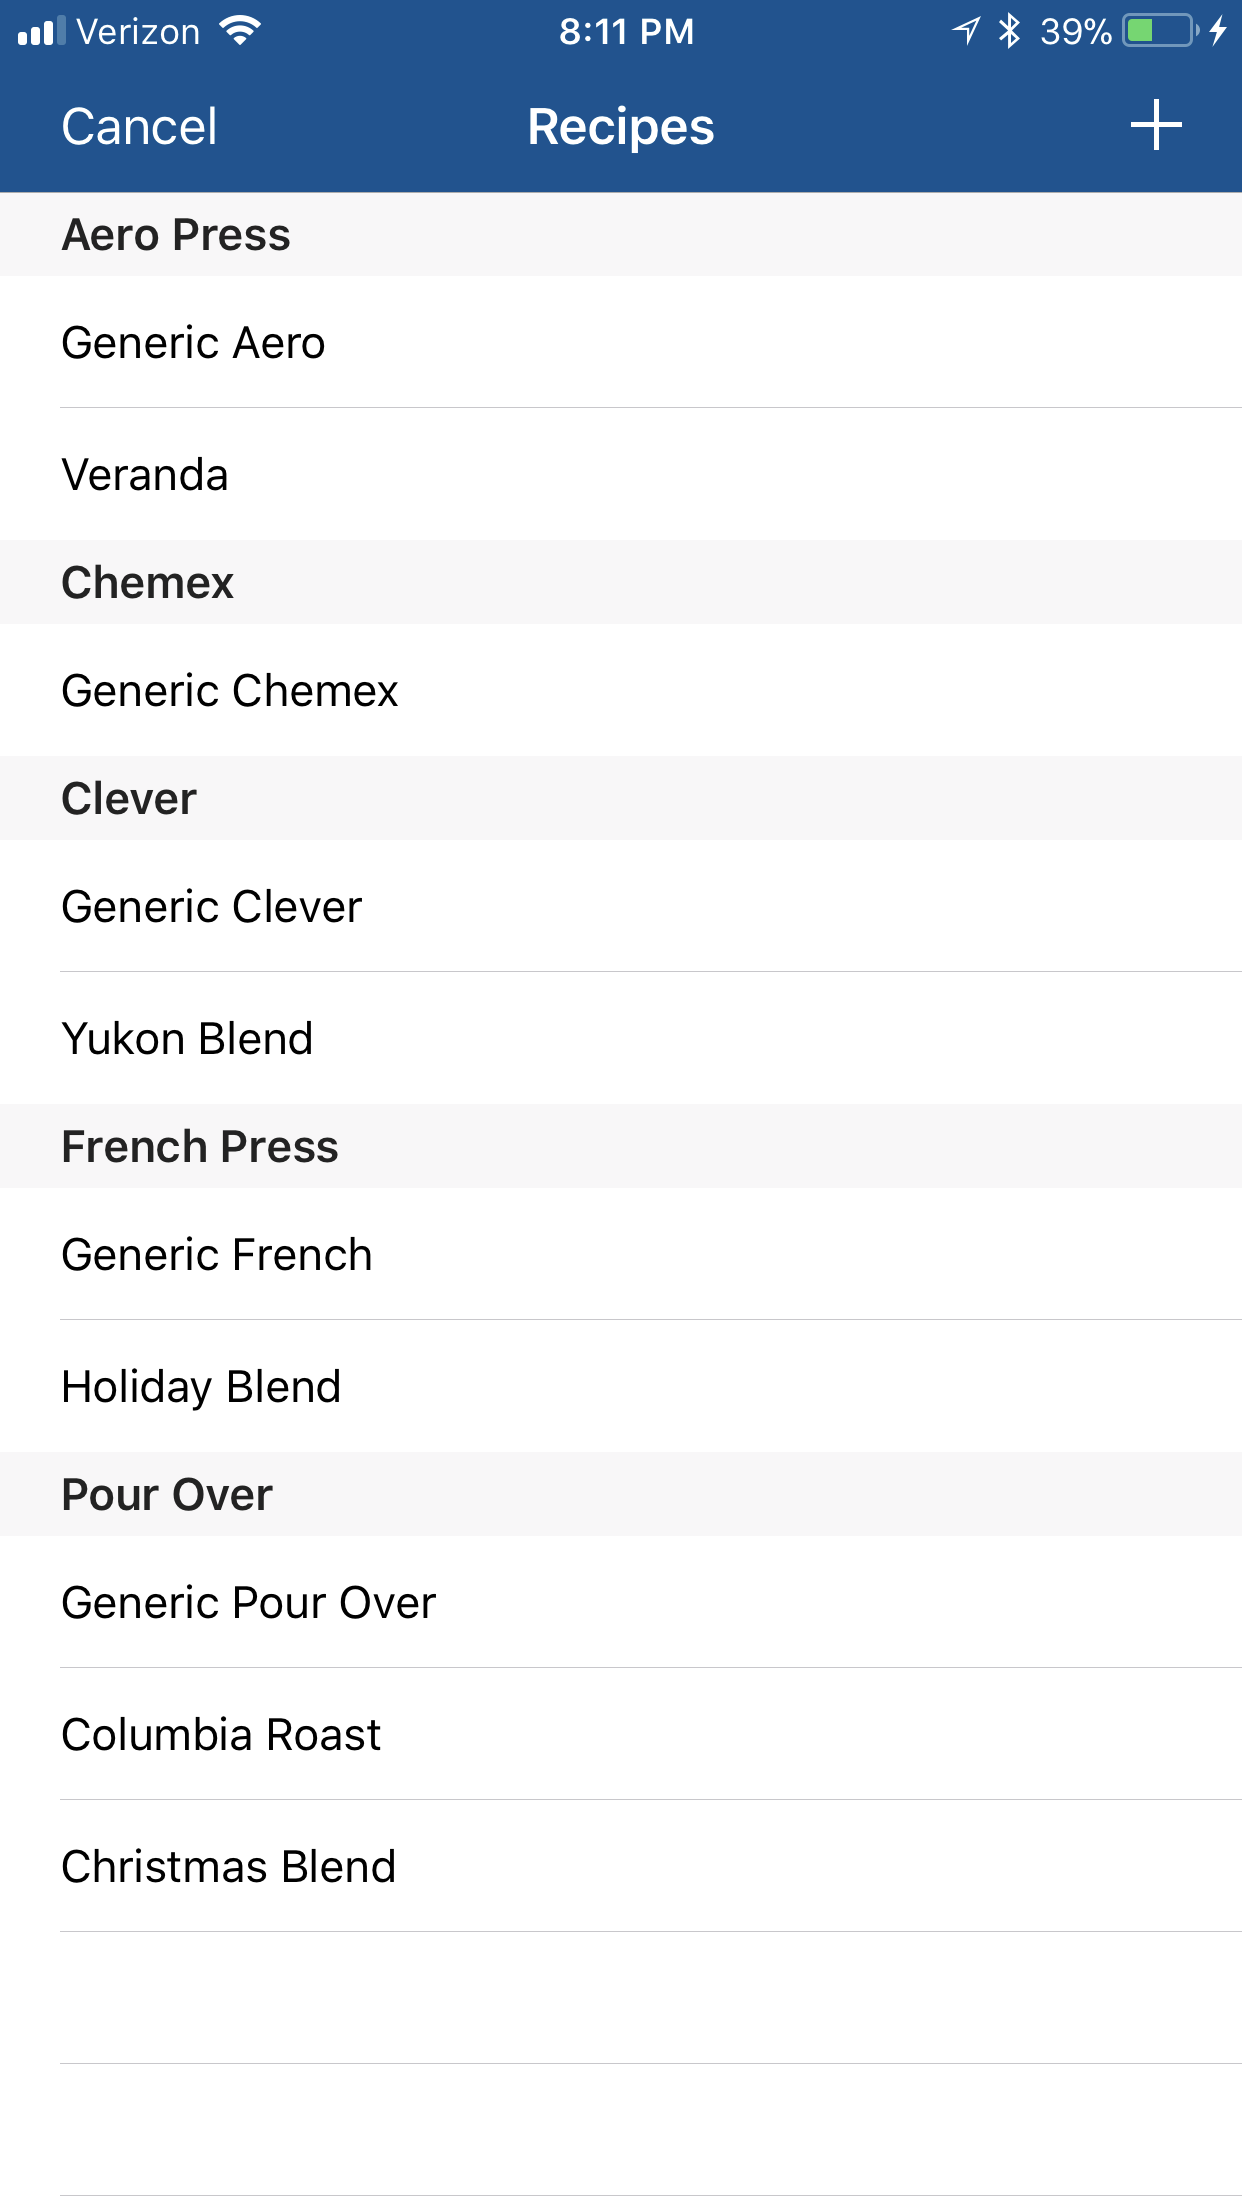 Verizon 8:11 PM 39%
Cancel Recipes +
Aero Press
Generic Aero
Veranda
Chemex
Generic Chemex
Clever
Generic Clever
Yukon Blend
French Press
Generic French
Holiday Blend
Pour Over
Generic Pour Over
Columbia Roast
Christmas Blend